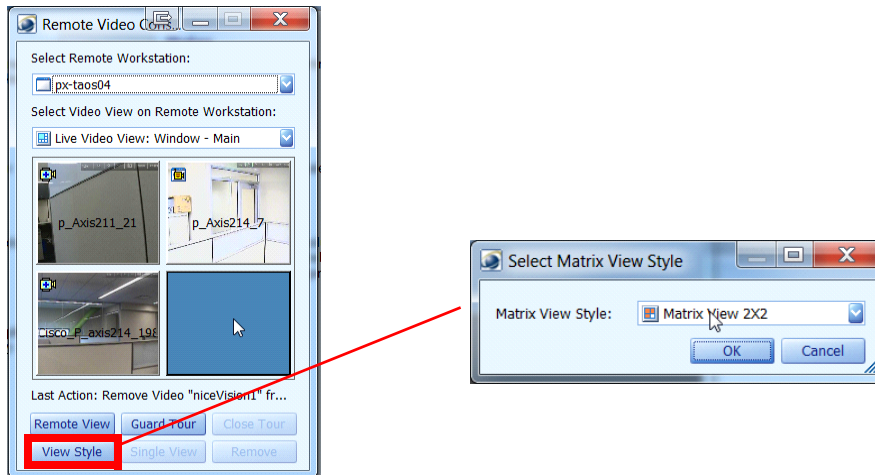 Remote Video Cons...
Select Remote Workstation:
px-taos04
Select Video View on Remote Workstation:
Live Video View: Window - Main
p_Axis211_21
p_Axis214_7
Cisco_P_axis214_198
Last Action: Remove Video "niceVision1" fr...
Remote View
Guard Tour
Close Tour
View Style
Single View
Remove
Select Matrix View Style
Matrix View Style:
Matrix View 2X2
OK
Cancel